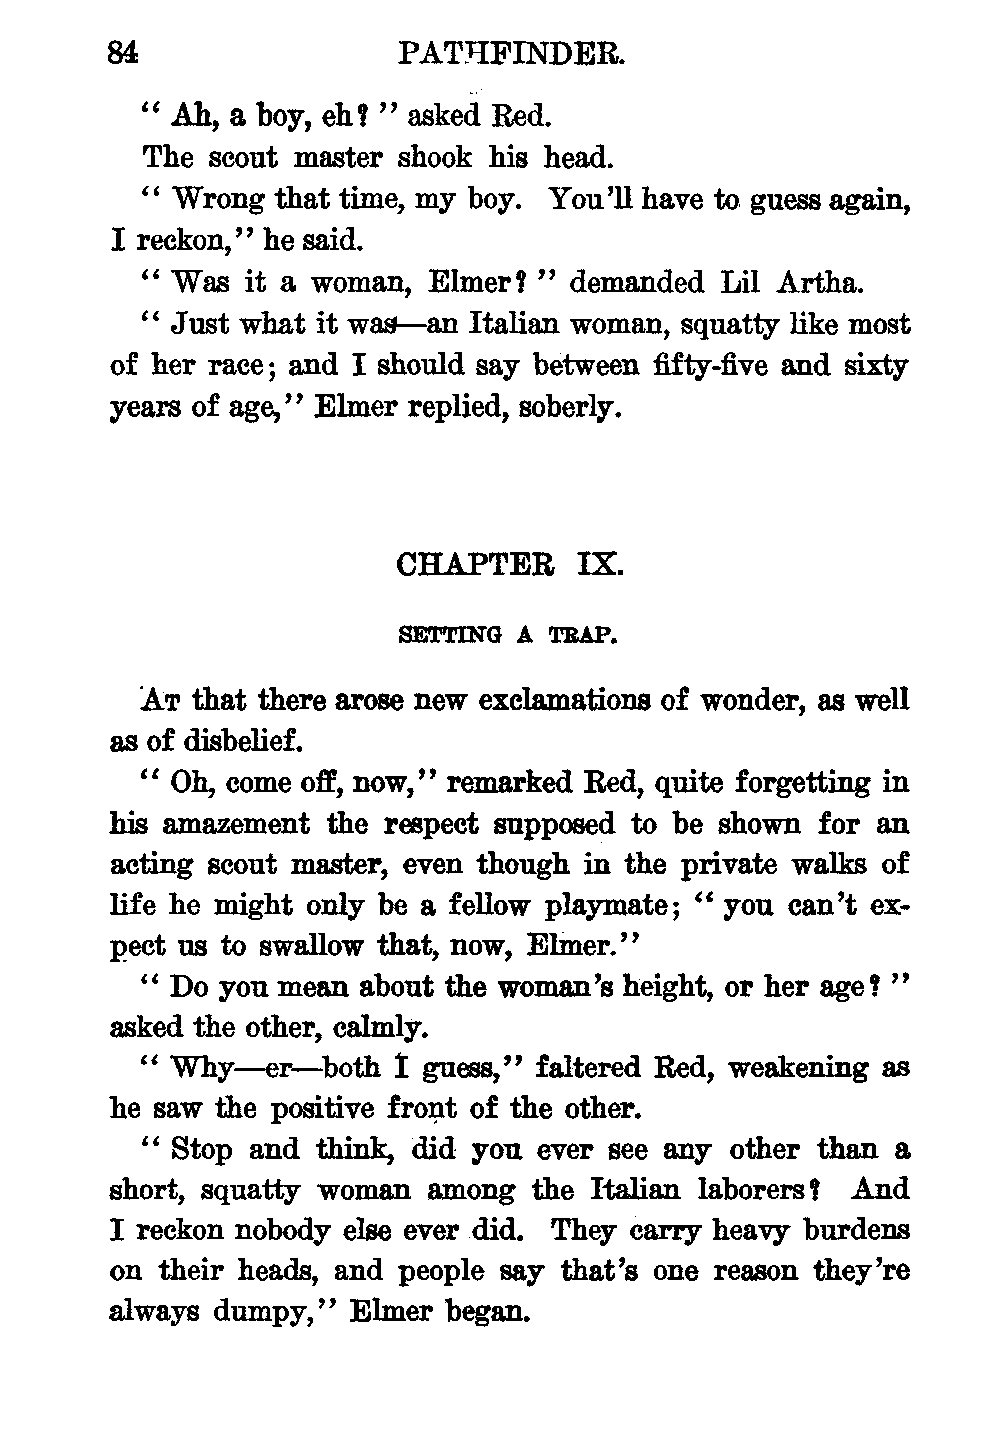 84 PATHFINDER.
“ Ah, a boy, eh? ” asked Red.
The scout master shook his head.
“ Wrong that time, my boy. You’ll have to guess again,
I reckon,” he said.
“ Was it a woman, Elmer? ” demanded Lil Artha.
“ Just what it was—an Italian woman, squatty like most
of her race; and I should say between fifty-five and sixty
years of age,” Elmer replied, soberly.
CHAPTER IX.
SETTING A TRAP.
AT that there arose new exclamations of wonder, as well
as of disbelief.
“ Oh, come off, now,” remarked Red, quite forgetting in
his amazement the respect supposed to be shown for an
acting scout master, even though in the private walks of
life he might only be a fellow playmate; “ you can’t ex-
pect us to swallow that, now, Elmer.”
“ Do you mean about the woman’s height, or her age? ”
asked the other, calmly.
“ Why—er—both I guess,” faltered Red, weakening as
he saw the positive front of the other.
“ Stop and think, did you ever see any other than a
short, squatty woman among the Italian laborers? And
I reckon nobody else ever did. They carry heavy burdens
on their heads, and people say that’s one reason they’re
always dumpy,” Elmer began.